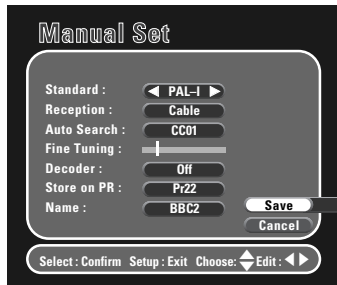 Manual Set
Standard : PAL–I
Reception : Cable
Auto Search : CC01
Fine Tuning :
Decoder : Off
Store on PR : Pr22
Name : BBC2
Save
Cancel
Select : Confirm Setup : Exit Choose: Edit :